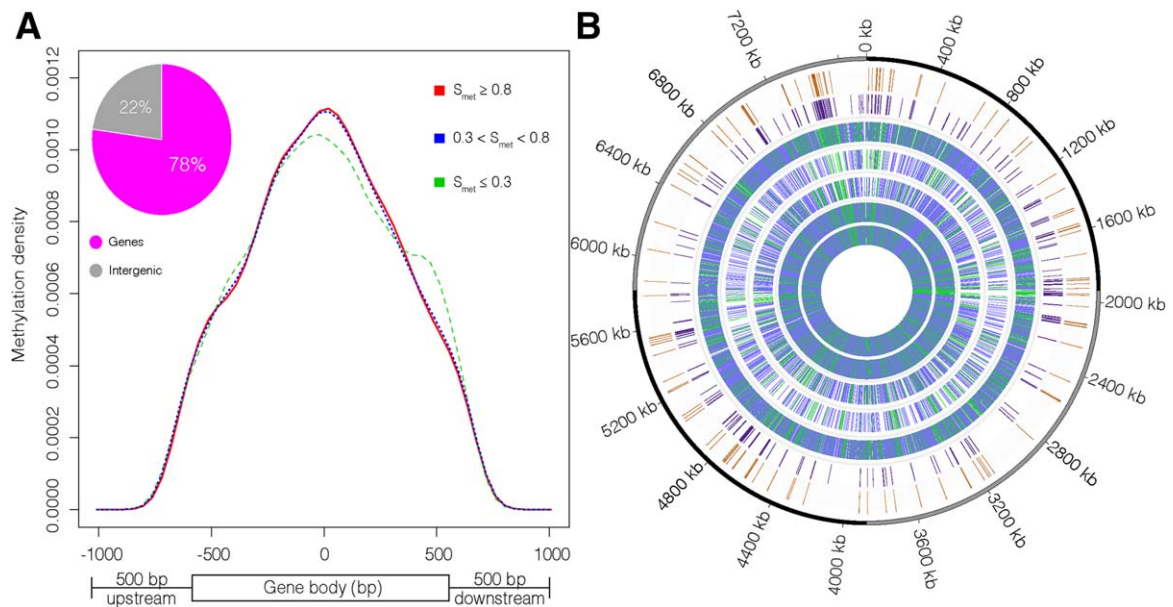 A
Methylation density
0.0012
0.0010
0.0008
0.0006
0.0004
0.0002
0.0000
22%
78%
Genes
Intergenic
Smet ≥ 0.8
0.3 < Smet < 0.8
Smet ≤ 0.3
-1000
-500
0
500
1000
500 bp
upstream
Gene body (bp)
500 bp
downstream
B
0 kb
400 kb
800 kb
1200 kb
1600 kb
2000 kb
2400 kb
2800 kb
3200 kb
3600 kb
4000 kb
4400 kb
4800 kb
5200 kb
5600 kb
6000 kb
6400 kb
6800 kb
7200 kb